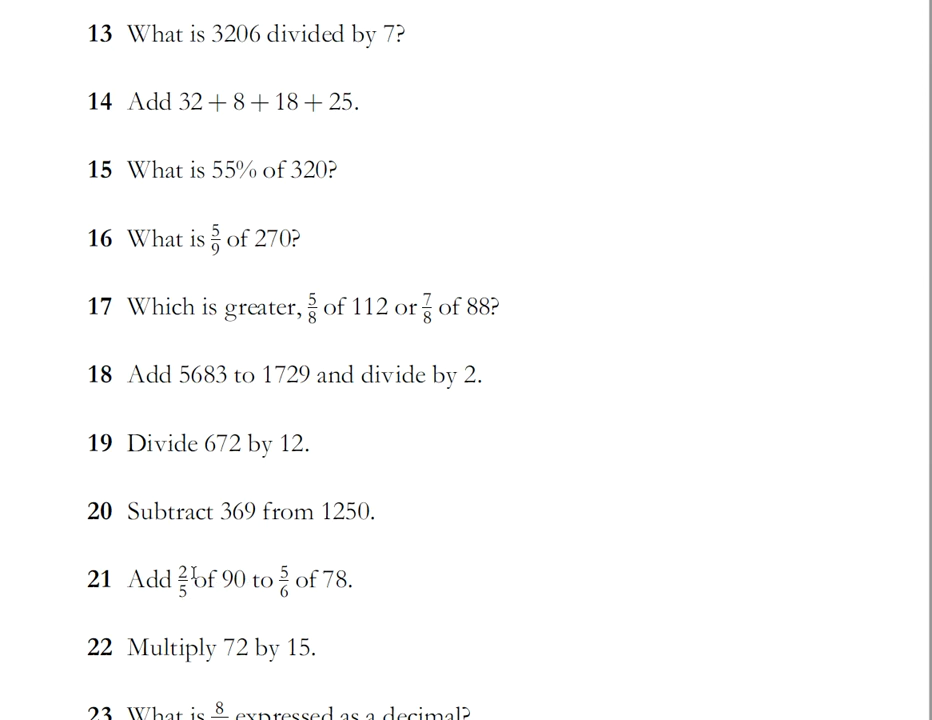 13 What is 3206 divided by 7?
14 Add 32 + 8 + 18 + 25.
15 What is 55% of 320?
16 What is 5/9 of 270?
17 Which is greater, 5/8 of 112 or 7/8 of 88?
18 Add 5683 to 1729 and divide by 2.
19 Divide 672 by 12.
20 Subtract 369 from 1250.
21 Add 2/5 of 90 to 5/6 of 78.
22 Multiply 72 by 15.
23 What is 8 expressed as a decimal?